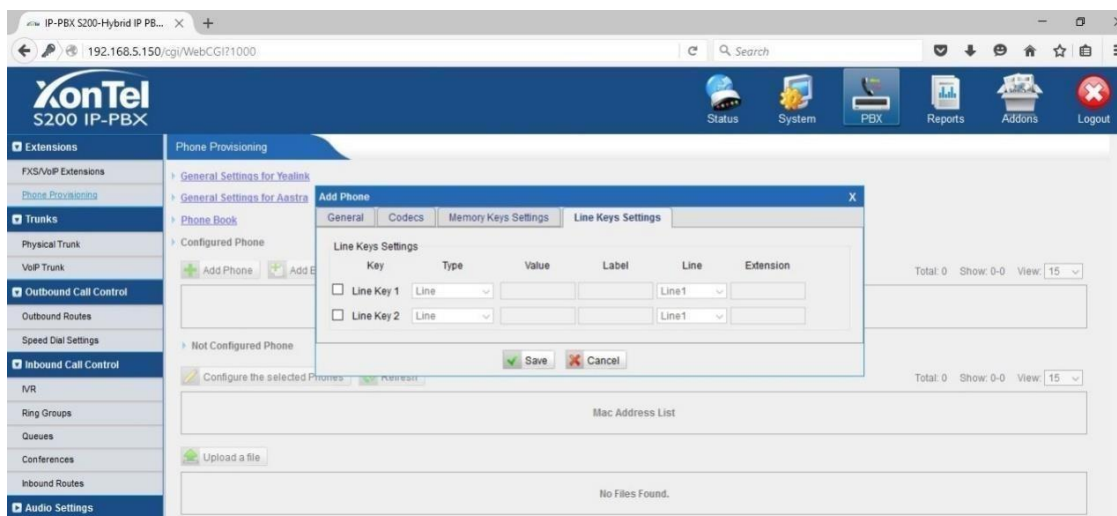 IP-PBX S200-Hybrid IP PB...
192.168.5.150/cgi/WebCGI?1000
Search
XonTel
S200 IP-PBX
Status
System
PBX
Reports
Addons
Logout
Extensions
FXS/VoIP Extensions
Phone Provisioning
Trunks
Physical Trunk
VoIP Trunk
Outbound Call Control
Outbound Routes
Speed Dial Settings
Inbound Call Control
IVR
Ring Groups
Queues
Conferences
Inbound Routes
Audio Settings
Phone Provisioning
General Settings for Yealink
General Settings for Aastra
Phone Book
Configured Phone
Add Phone Add E
Total: 0 Show: 0-0 View: 15
Add Phone X
General Codecs Memory Keys Settings Line Keys Settings
Line Keys Settings
Key Type Value Label Line Extension
Line Key 1 Line Line1
Line Key 2 Line Line1
Save Cancel
Not Configured Phone
Configure the selected Phones Refresh
Total: 0 Show: 0-0 View: 15
Mac Address List
Upload a file
No Files Found.